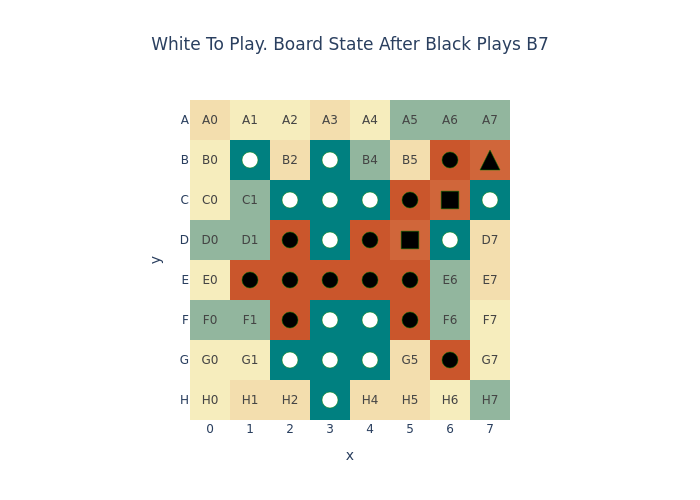 White To Play. Board State After Black Plays B7
A A0 A1 A2 A3 A4 A5 A6 A7
B B0 B2 B4 B5
C C0 C1
D D0 D1 D7
y
E E0 E6 E7
F F0 F1 F6 F7
G G0 G1 G5 G7
H H0 H1 H2 H4 H5 H6 H7
0 1 2 3 4 5 6 7
x